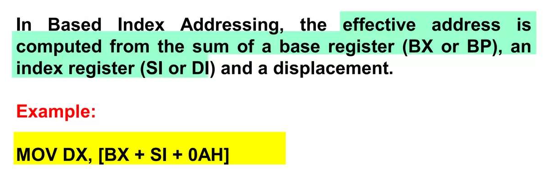 In Based Index Addressing, the effective address is
computed from the sum of a base register (BX or BP), an
index register (SI or DI) and a displacement.
Example:
MOV DX, [BX + SI + 0AH]